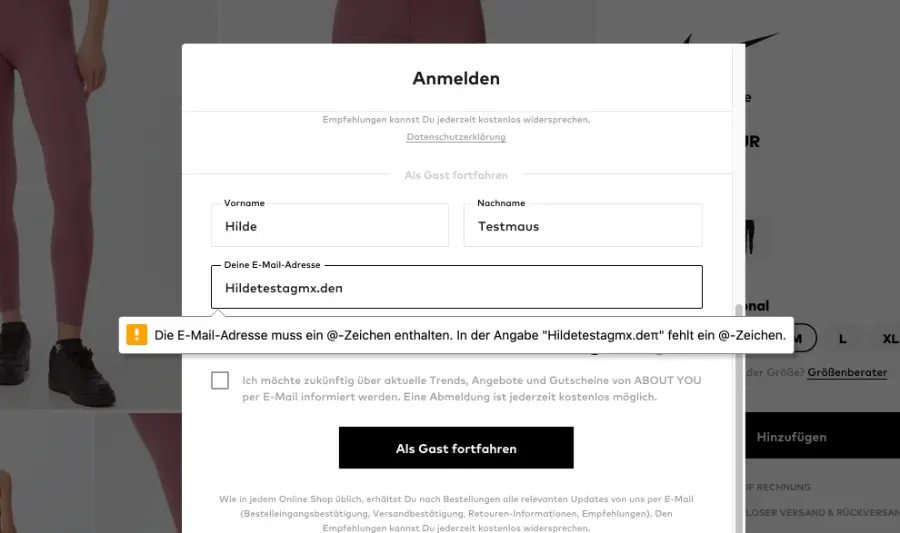 Anmelden
Empfehlungen kannst Du jederzeit kostenlos widersprechen.
Datenschutzerklärung
Als Gast fortfahren
Vorname
Nachname
Hilde
Testmaus
Deine E-Mail-Adresse
Hildetestagmx.deπ
Die E-Mail-Adresse muss ein @-Zeichen enthalten. In der Angabe "Hildetestagmx.deπ" fehlt ein @-Zeichen.
M
L
XL
der Größe? Größenberater
Ich möchte zukünftig über aktuelle Trends, Angebote und Gutscheine von ABOUT YOU
per E-Mail informiert werden. Eine Abmeldung ist jederzeit kostenlos möglich.
Als Gast fortfahren
Hinzufügen
Wie in jedem Online Shop üblich, erhältst Du nach Bestellungen alle relevanten Updates von uns per E-Mail
(Bestelleingangsbestätigung, Versandbestätigung, Retouren-Informationen, Empfehlungen). Den
Empfehlungen kannst Du jederzeit kostenlos widersprechen.
UF RECHNUNG
LOSER VERSAND & RÜCKVERSAN